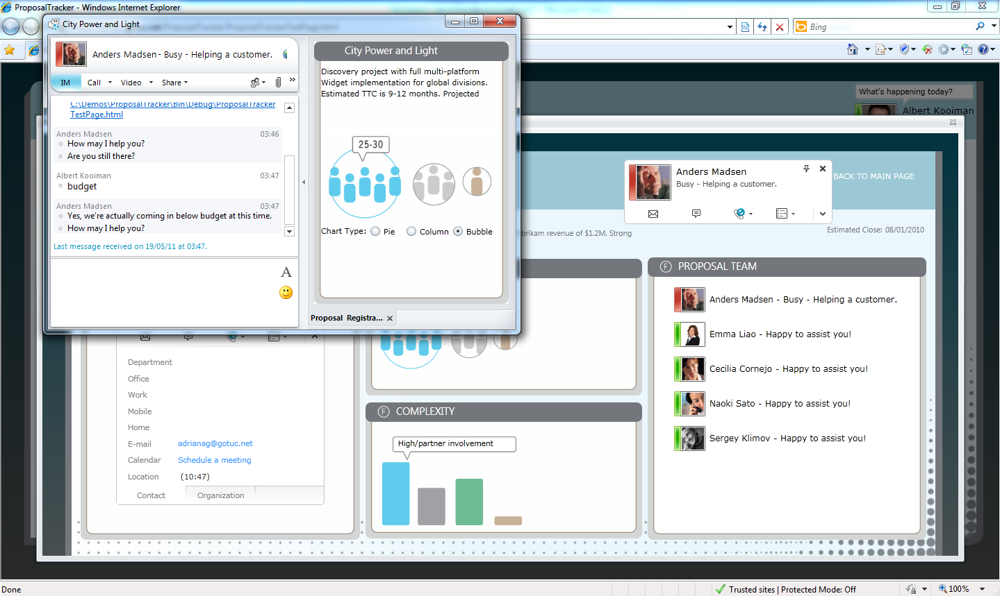 ProposalTracker - Windows Internet Explorer
City Power and Light
Bing
Anders Madsen - Busy - Helping a customer.
IM
Call
Video
Share
»
C:\Demos\ProposalTracker\Bin\Debug\ProposalTracker
TestPage.html
Anders Madsen 03:46
How may I help you?
Are you still there?
Albert Kooiman 03:47
budget
Anders Madsen 03:47
Yes, we're actually coming in below budget at this time.
How may I help you?
Last message received on 19/05/11 at 03:47.
A
City Power and Light
Discovery project with full multi-platform
Widget implementation for global divisions.
Estimated TTC is 9-12 months. Projected
25-30
Chart Type: Pie Column Bubble
Proposal Registra...
What's happening today?
Albert Kooiman
Anders Madsen
Busy - Helping a customer.
BACK TO MAIN PAGE
brikam revenue of $1.2M. Strong
Estimated Close: 08/01/2010
F PROPOSAL TEAM
Anders Madsen - Busy - Helping a customer.
Emma Liao - Happy to assist you!
Cecilia Cornejo - Happy to assist you!
Naoki Sato - Happy to assist you!
Sergey Klimov - Happy to assist you!
Department
Office
Work
Mobile
Home
E-mail adrianag@gotuc.net
Calendar Schedule a meeting
Location (10:47)
Contact Organization
F COMPLEXITY
High/partner involvement
Done
Trusted sites | Protected Mode: Off
100%